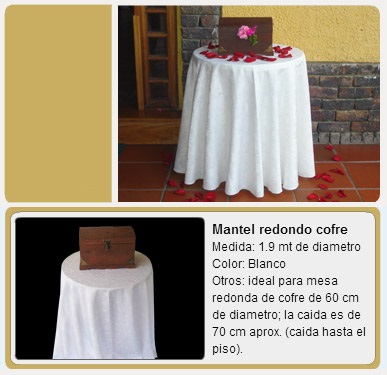 Mantel redondo cofre
Medida: 1.9 mt de diametro
Color: Blanco
Otros: ideal para mesa
redonda de cofre de 60 cm
de diametro; la caida es de
70 cm aprox. (caida hasta el
piso).